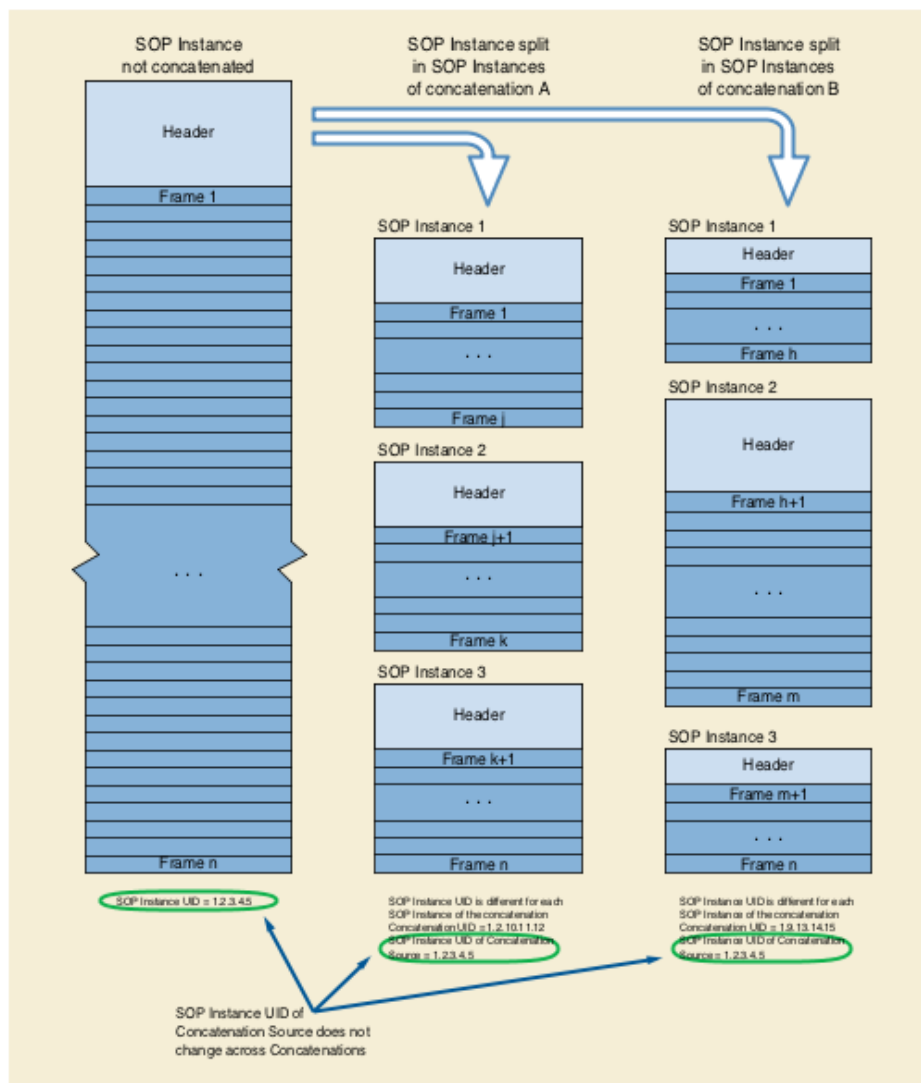 SOP Instance
not concatenated
Header
Frame 1
. . .
Frame n
SOP Instance UID = 1.2.3.4.5
SOP Instance split
in SOP Instances
of concatenation A
SOP Instance 1
Header
Frame 1
. . .
Frame j
SOP Instance 2
Header
Frame j+1
. . .
Frame k
SOP Instance 3
Header
Frame k+1
. . .
Frame n
SOP Instance UID is different for each
SOP Instance of the concatenation
Concatenation UID = 1.2.10.11.12
SOP Instance UID of Concatenation
Source = 1.2.3.4.5
SOP Instance split
in SOP Instances
of concatenation B
SOP Instance 1
Header
Frame 1
. . .
Frame h
SOP Instance 2
Header
Frame h+1
. . .
Frame m
SOP Instance 3
Header
Frame m+1
. . .
Frame n
SOP Instance UID is different for each
SOP Instance of the concatenation
Concatenation UID = 1.9.13.14.15
SOP Instance UID of Concatenation
Source = 1.2.3.4.5
SOP Instance UID of
Concatenation Source does not
change across Concatenations